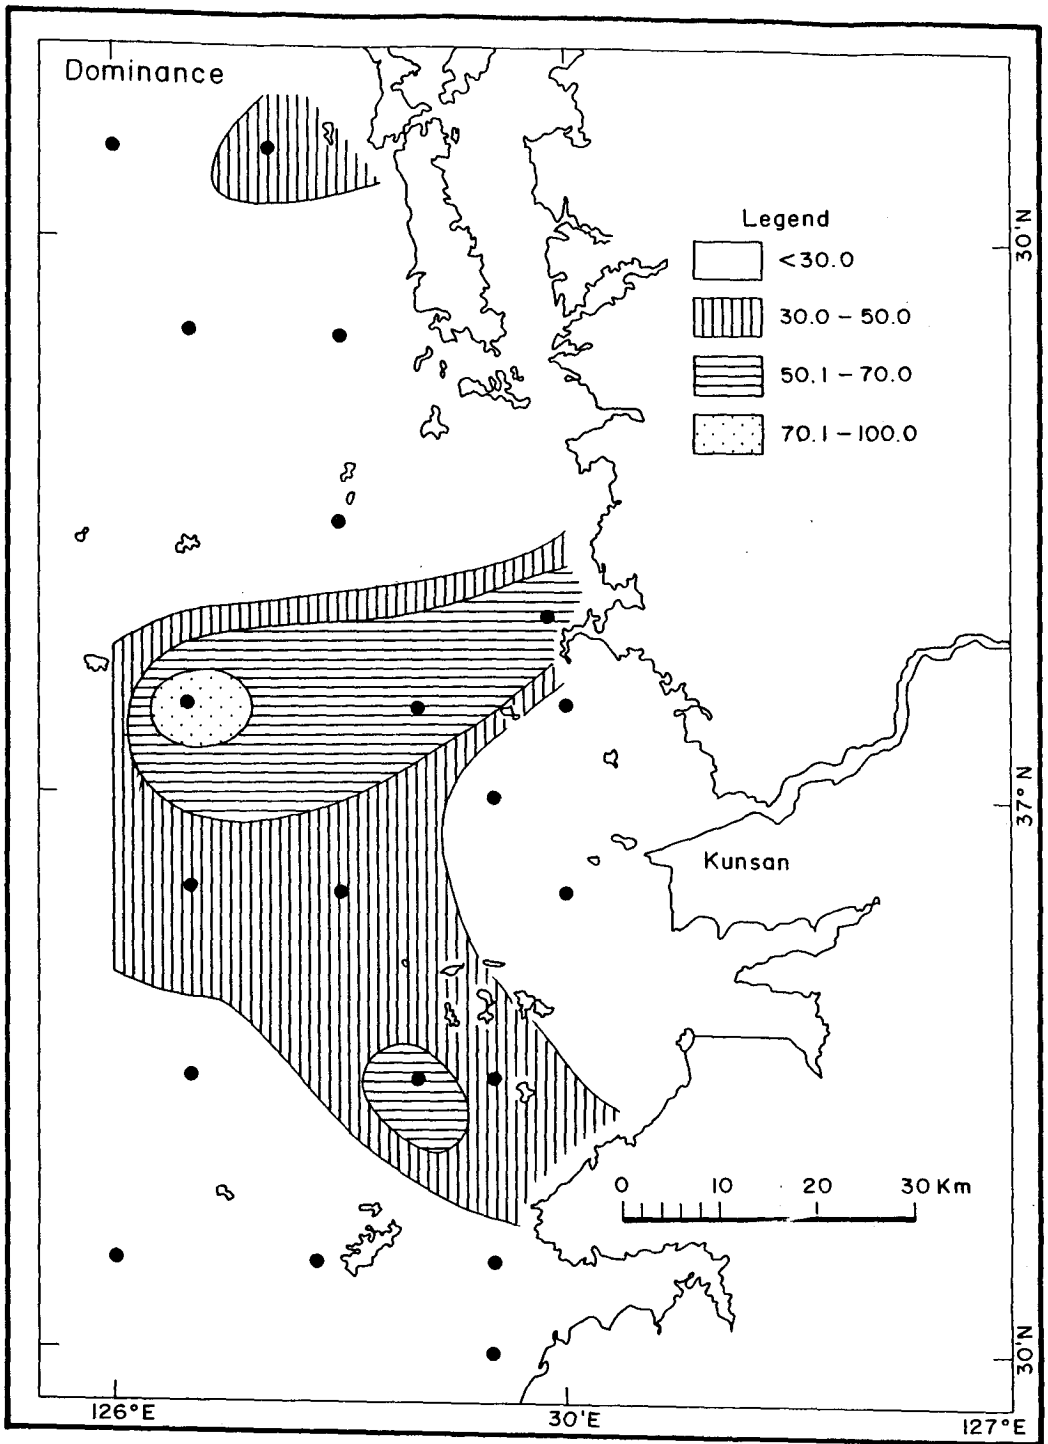 Dominance
Legend
<30.0
30.0 – 50.0
50.1 – 70.0
70.1 – 100.0
30'N
37° N
Kunsan
0 10 20 30 Km
30'N
126°E 30'E 127°E